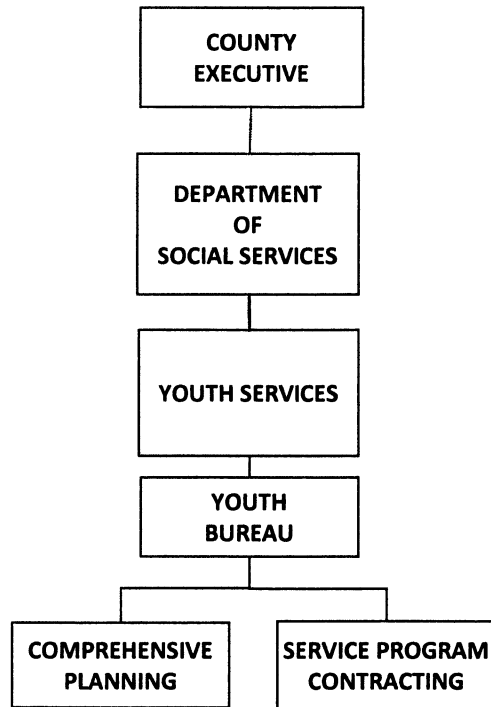 COUNTY
EXECUTIVE
DEPARTMENT
OF
SOCIAL SERVICES
YOUTH SERVICES
YOUTH
BUREAU
COMPREHENSIVE
PLANNING
SERVICE PROGRAM
CONTRACTING